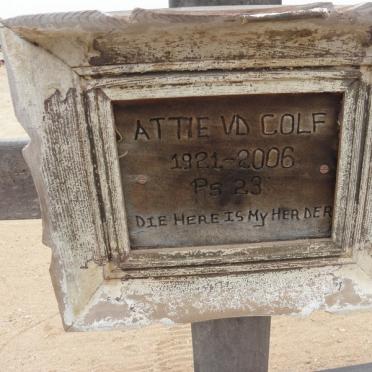 ATTIE VD COLF
1921-2006
Ps 23
DIE HERE IS MY HERDER